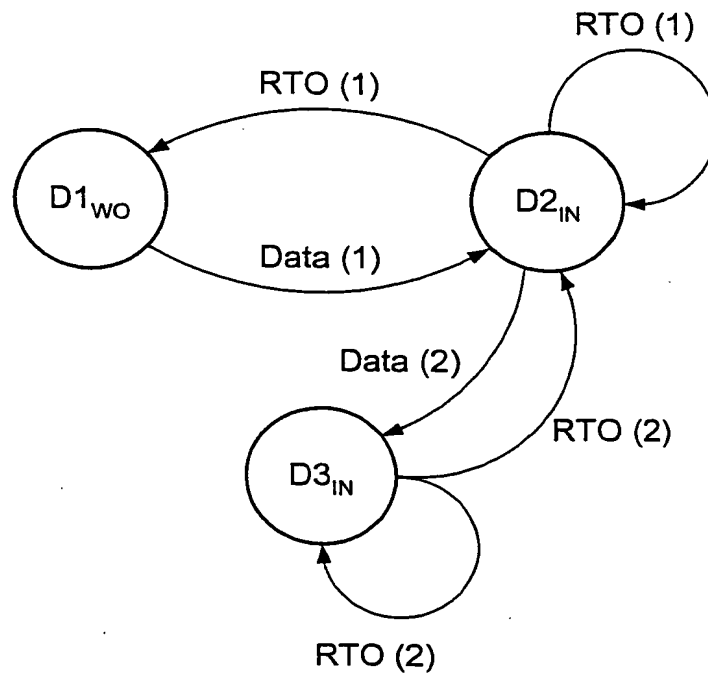 RTO (1)
RTO (1)
D1WO
D2IN
Data (1)
Data (2)
RTO (2)
D3IN
RTO (2)